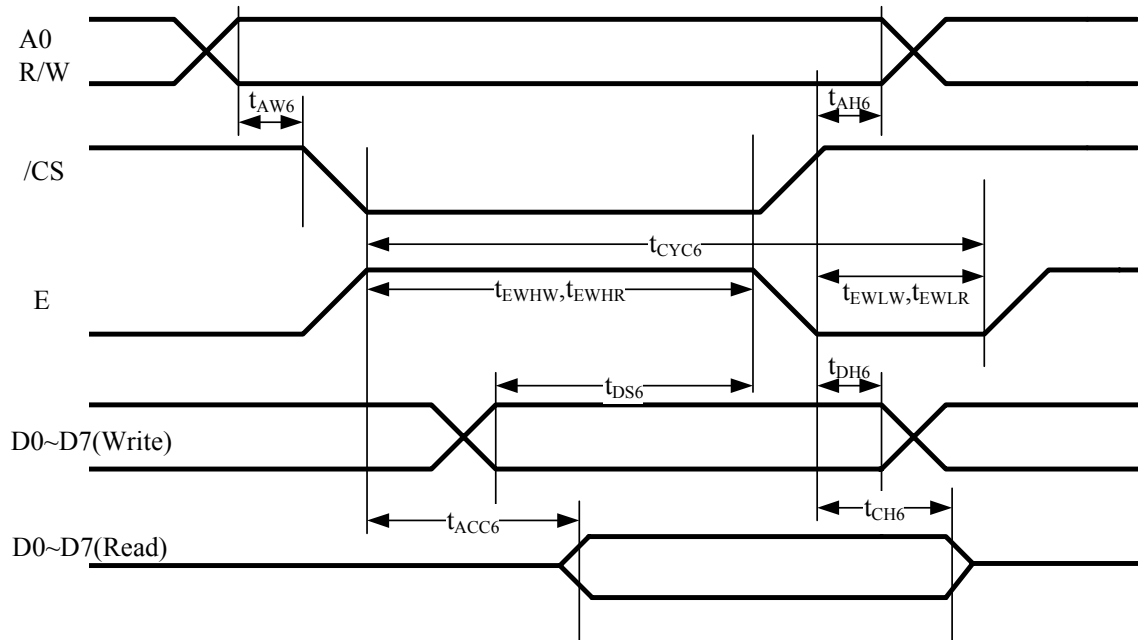 A0
R/W
tAW6
tAH6
/CS
tCYC6
E
tEWHW,tEWHR
tEWLW,tEWLR
tDS6
tDH6
D0~D7(Write)
tACC6
tCH6
D0~D7(Read)